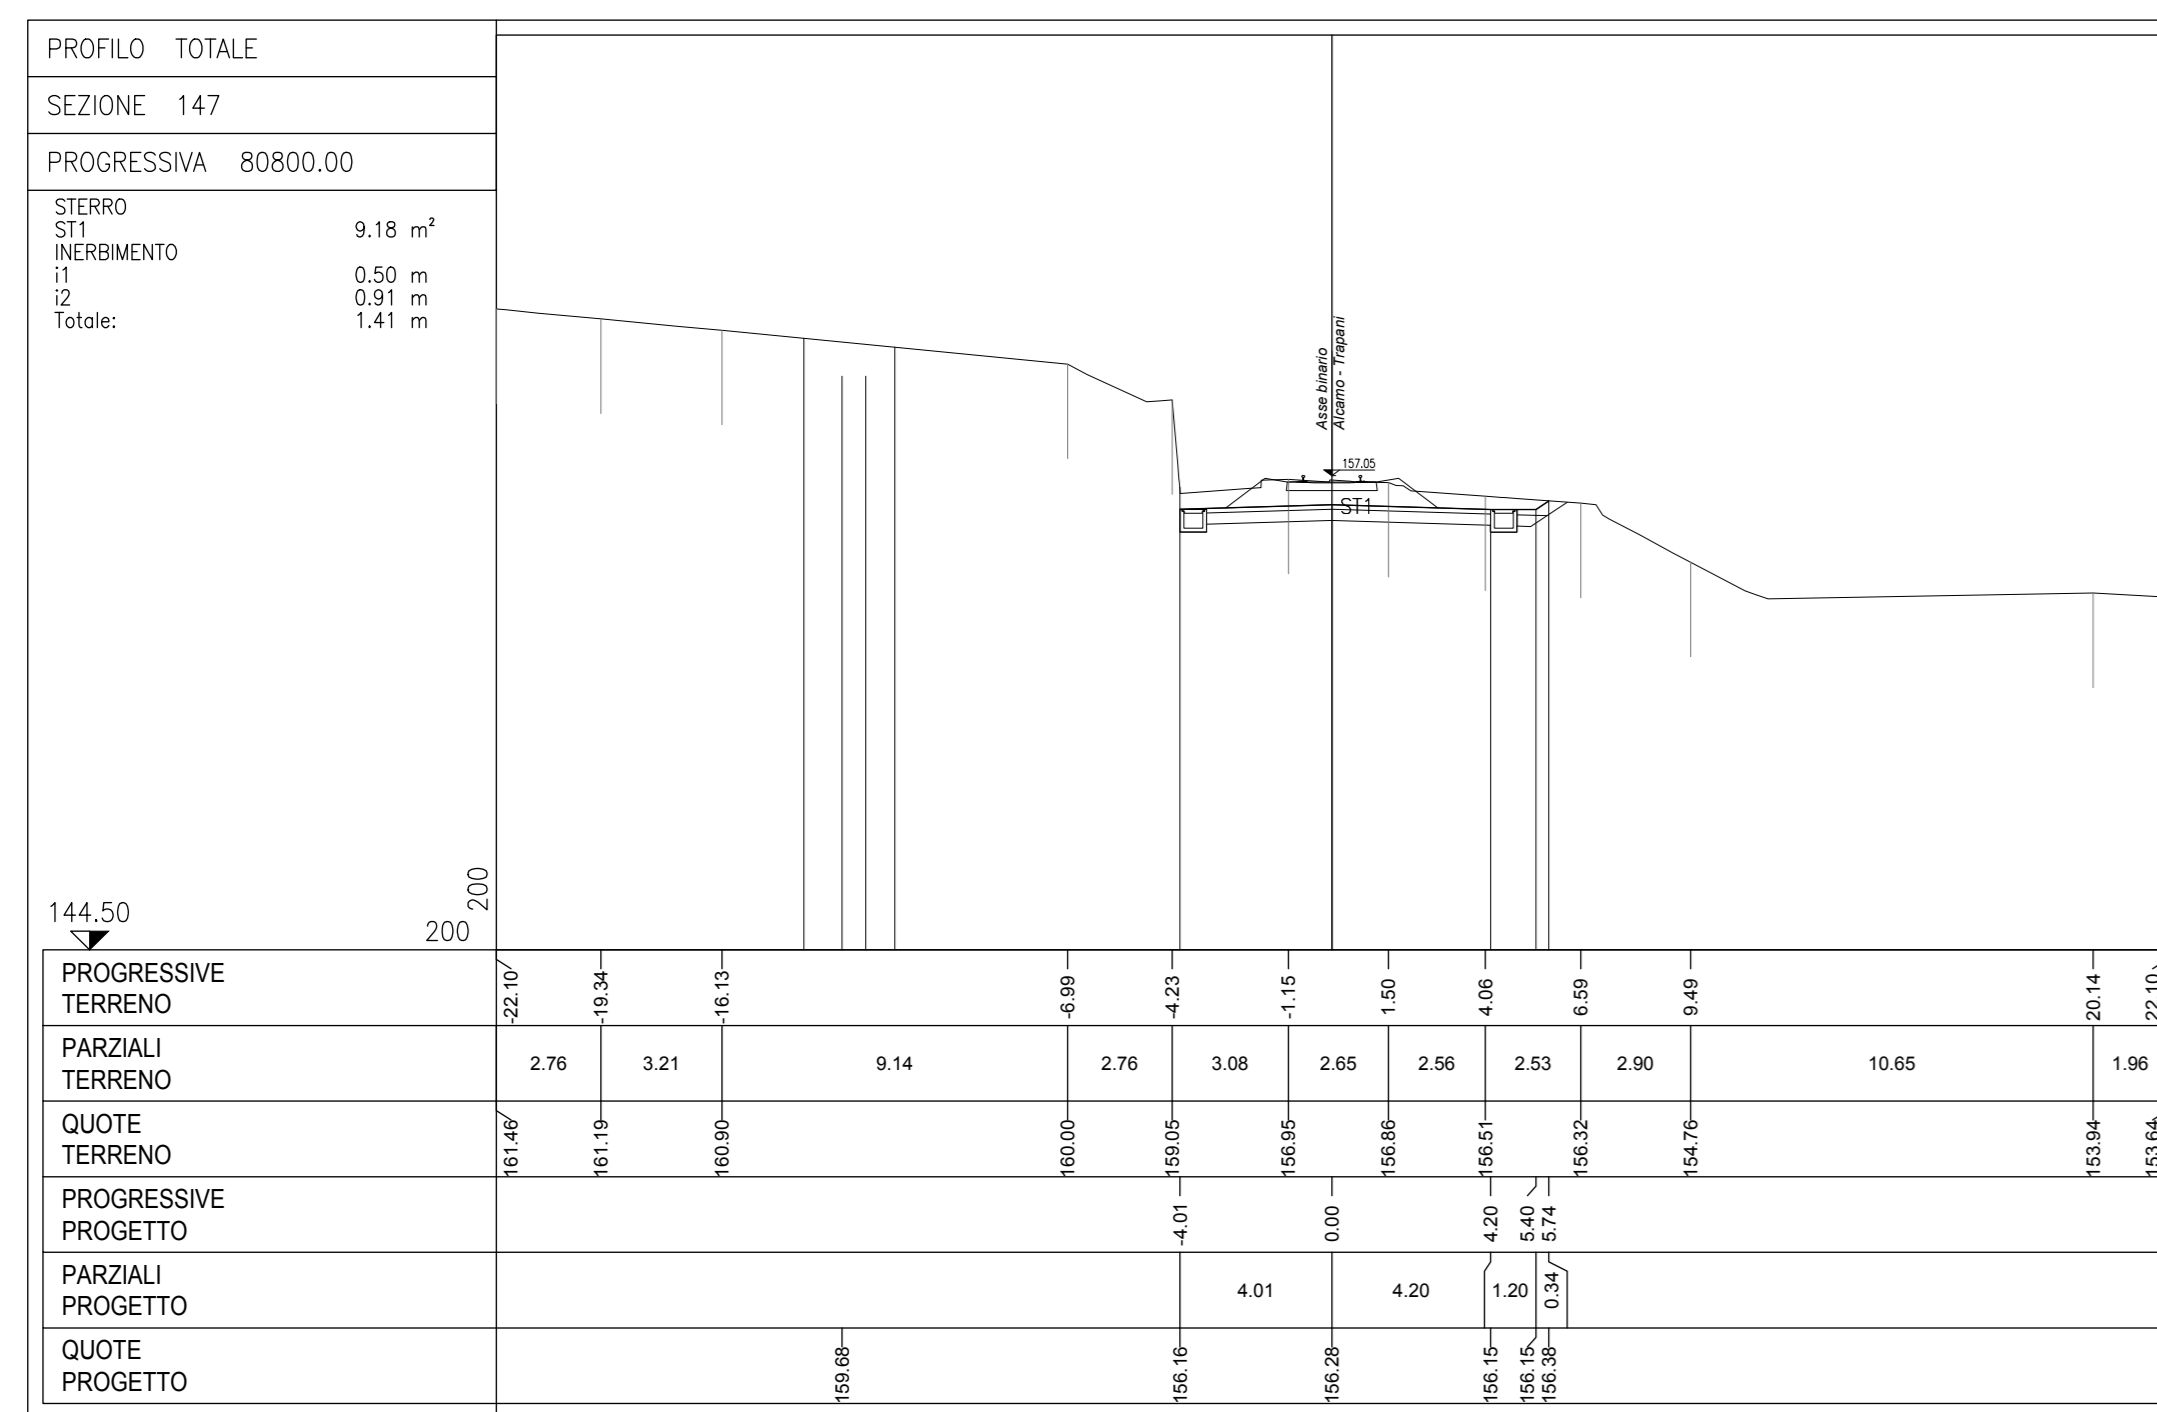 PROFILO TOTALE
SEZIONE 147
PROGRESSIVA 80800.00
STERRO
ST1 9.18 m²
INERBIMENTO
i1 0.50 m
i2 0.91 m
Totale: 1.41 m
Asse binario
Alcamo - Trapani
157.05
ST1
200
144.50
200
PROGRESSIVE
TERRENO
-22.10 -19.34 -16.13 -6.99 -4.23 -1.15 1.50 4.06 6.59 9.49 20.14 22.10
PARZIALI
TERRENO
2.76 3.21 9.14 2.76 3.08 2.65 2.56 2.53 2.90 10.65 1.96
QUOTE
TERRENO
161.46 161.19 160.90 160.00 159.05 156.95 156.86 156.51 156.32 154.76 153.94 153.64
PROGRESSIVE
PROGETTO
-4.01 0.00 4.20 5.40 5.74
PARZIALI
PROGETTO
4.01 4.20 1.20 0.34
QUOTE
PROGETTO
159.68 156.16 156.28 156.15 156.15 156.38